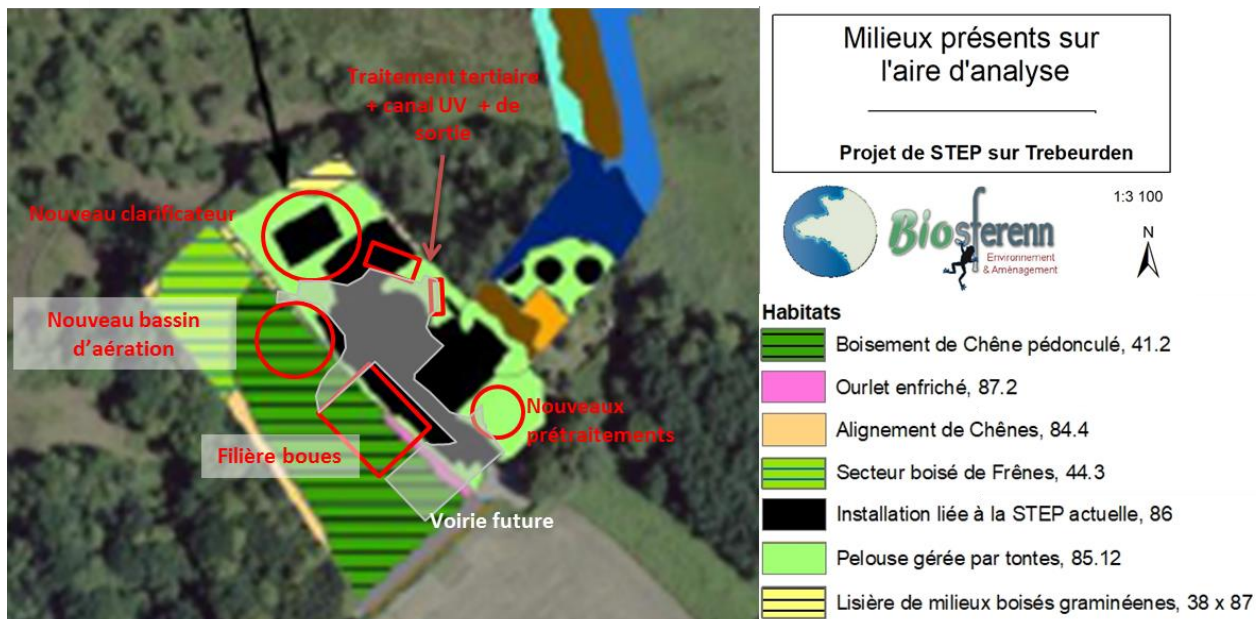 Traitement tertiaire
+ canal UV + de
sortie
Nouveau clarificateur
Nouveau bassin
d'aération
Filière boues
Nouveaux
prétraitements
Voirie future
Milieux présents sur
l'aire d'analyse
Projet de STEP sur Trebeurden
Biosferenn
Environnement
& Aménagement
1:3 100
N
Habitats
Boisement de Chêne pédonculé, 41.2
Ourlet enfriché, 87.2
Alignement de Chênes, 84.4
Secteur boisé de Frênes, 44.3
Installation liée à la STEP actuelle, 86
Pelouse gérée par tontes, 85.12
Lisière de milieux boisés graminéenes, 38 x 87